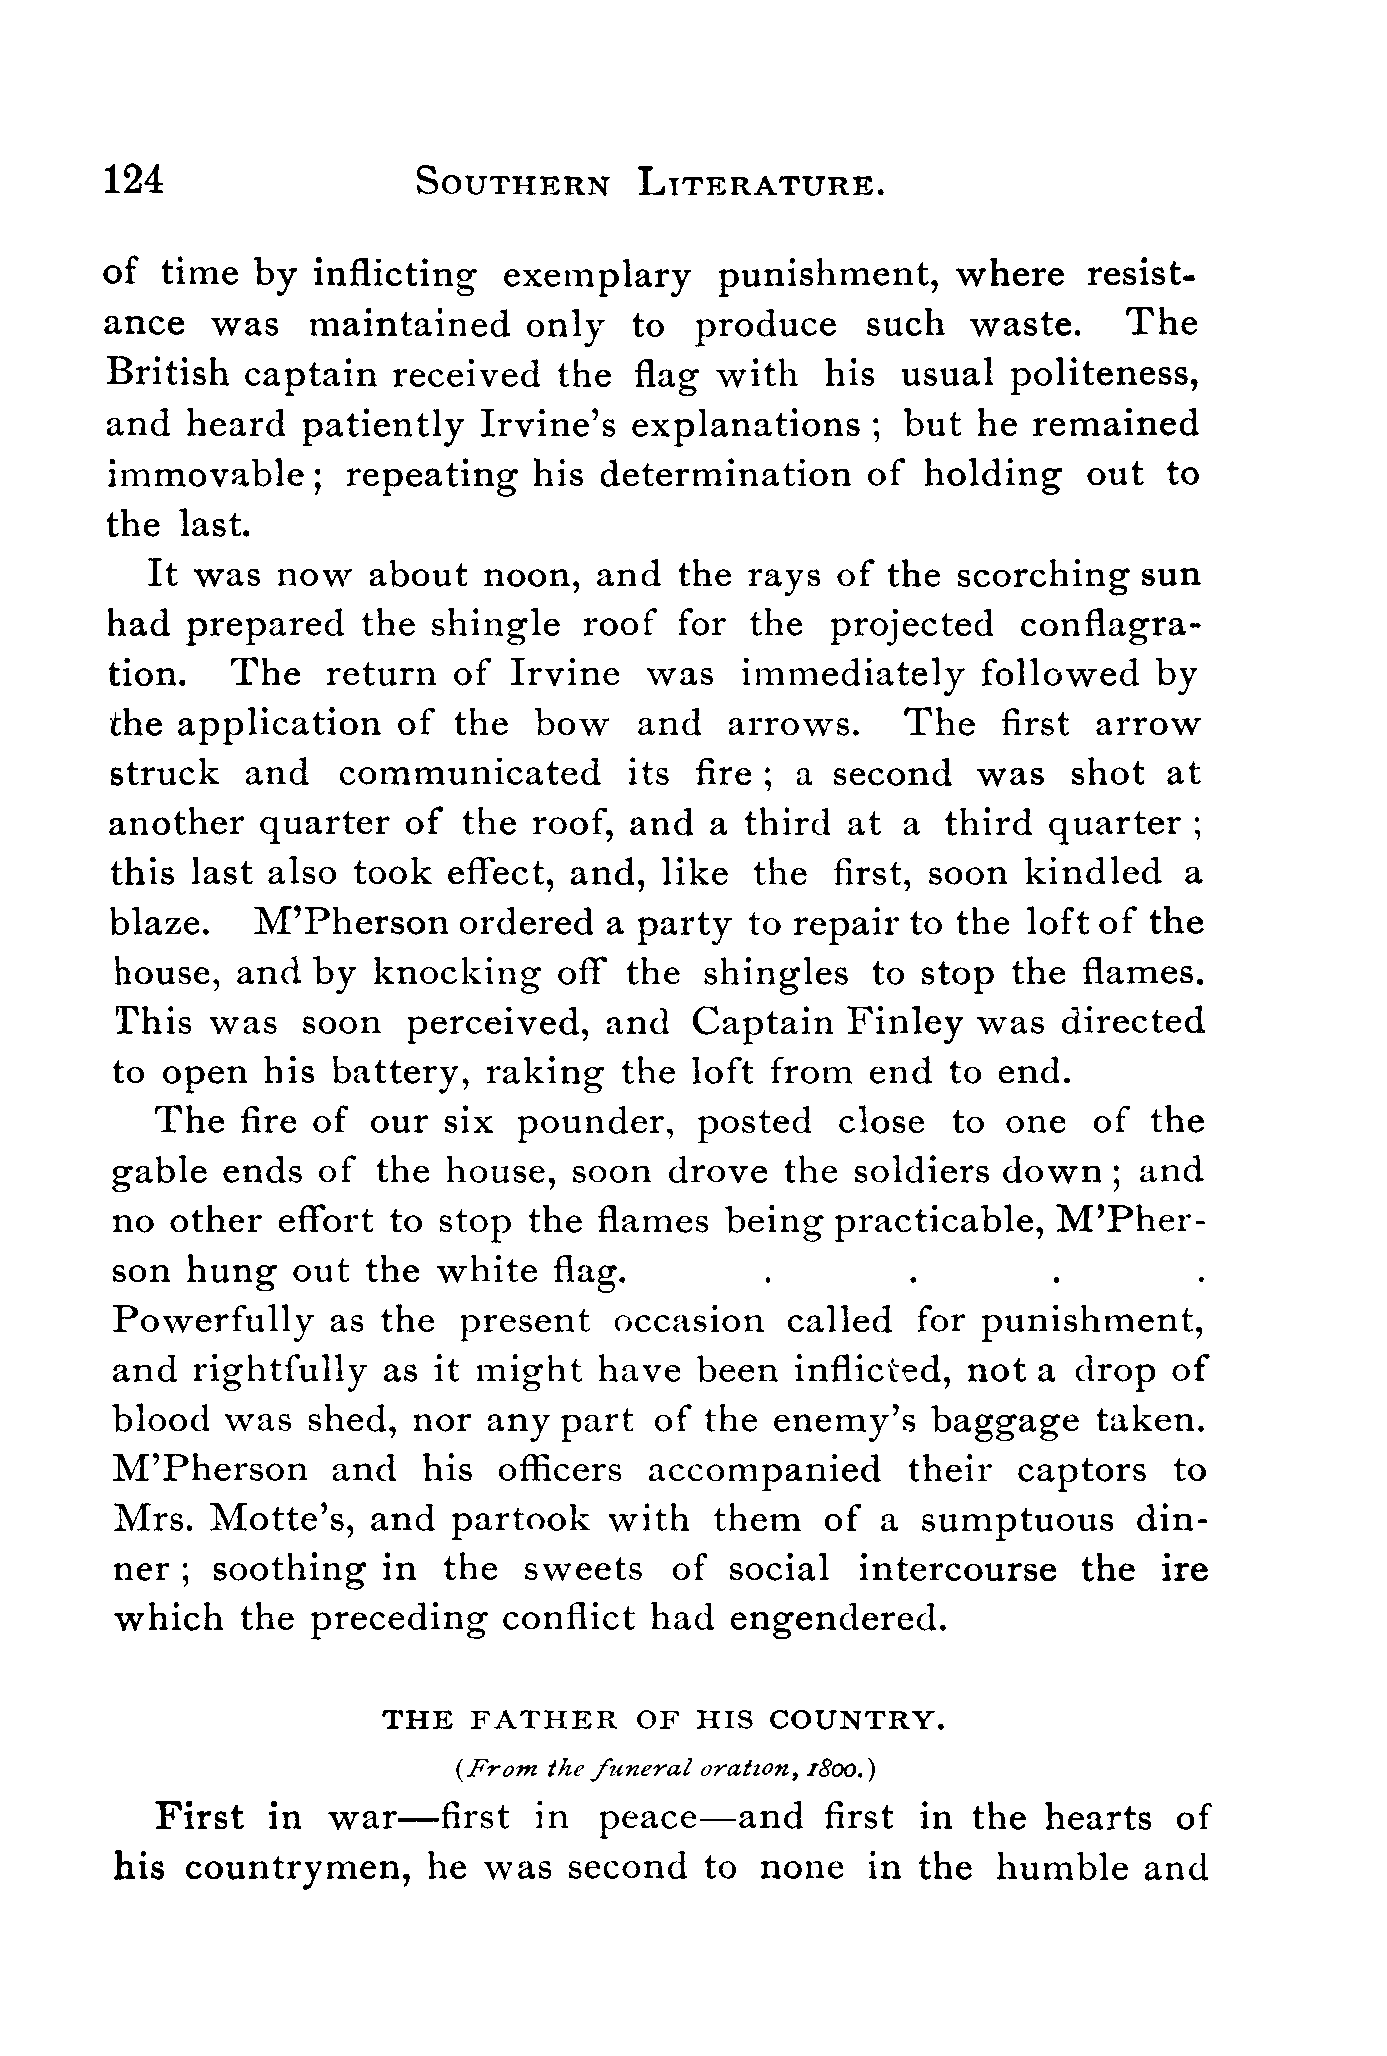 124 SOUTHERN LITERATURE.
of time by inflicting exemplary punishment, where resist-
ance was maintained only to produce such waste. The
British captain received the flag with his usual politeness,
and heard patiently Irvine's explanations ; but he remained
immovable ; repeating his determination of holding out to
the last.
It was now about noon, and the rays of the scorching sun
had prepared the shingle roof for the projected conflagra-
tion. The return of Irvine was immediately followed by
the application of the bow and arrows. The first arrow
struck and communicated its fire ; a second was shot at
another quarter of the roof, and a third at a third quarter ;
this last also took effect, and, like the first, soon kindled a
blaze. M'Pherson ordered a party to repair to the loft of the
house, and by knocking off the shingles to stop the flames.
This was soon perceived, and Captain Finley was directed
to open his battery, raking the loft from end to end.
The fire of our six pounder, posted close to one of the
gable ends of the house, soon drove the soldiers down ; and
no other effort to stop the flames being practicable, M'Pher-
son hung out the white flag. . . . .
Powerfully as the present occasion called for punishment,
and rightfully as it might have been inflicted, not a drop of
blood was shed, nor any part of the enemy's baggage taken.
M'Pherson and his officers accompanied their captors to
Mrs. Motte's, and partook with them of a sumptuous din-
ner ; soothing in the sweets of social intercourse the ire
which the preceding conflict had engendered.
THE FATHER OF HIS COUNTRY.
(From the funeral oration, 1800.)
First in war—first in peace—and first in the hearts of
his countrymen, he was second to none in the humble and